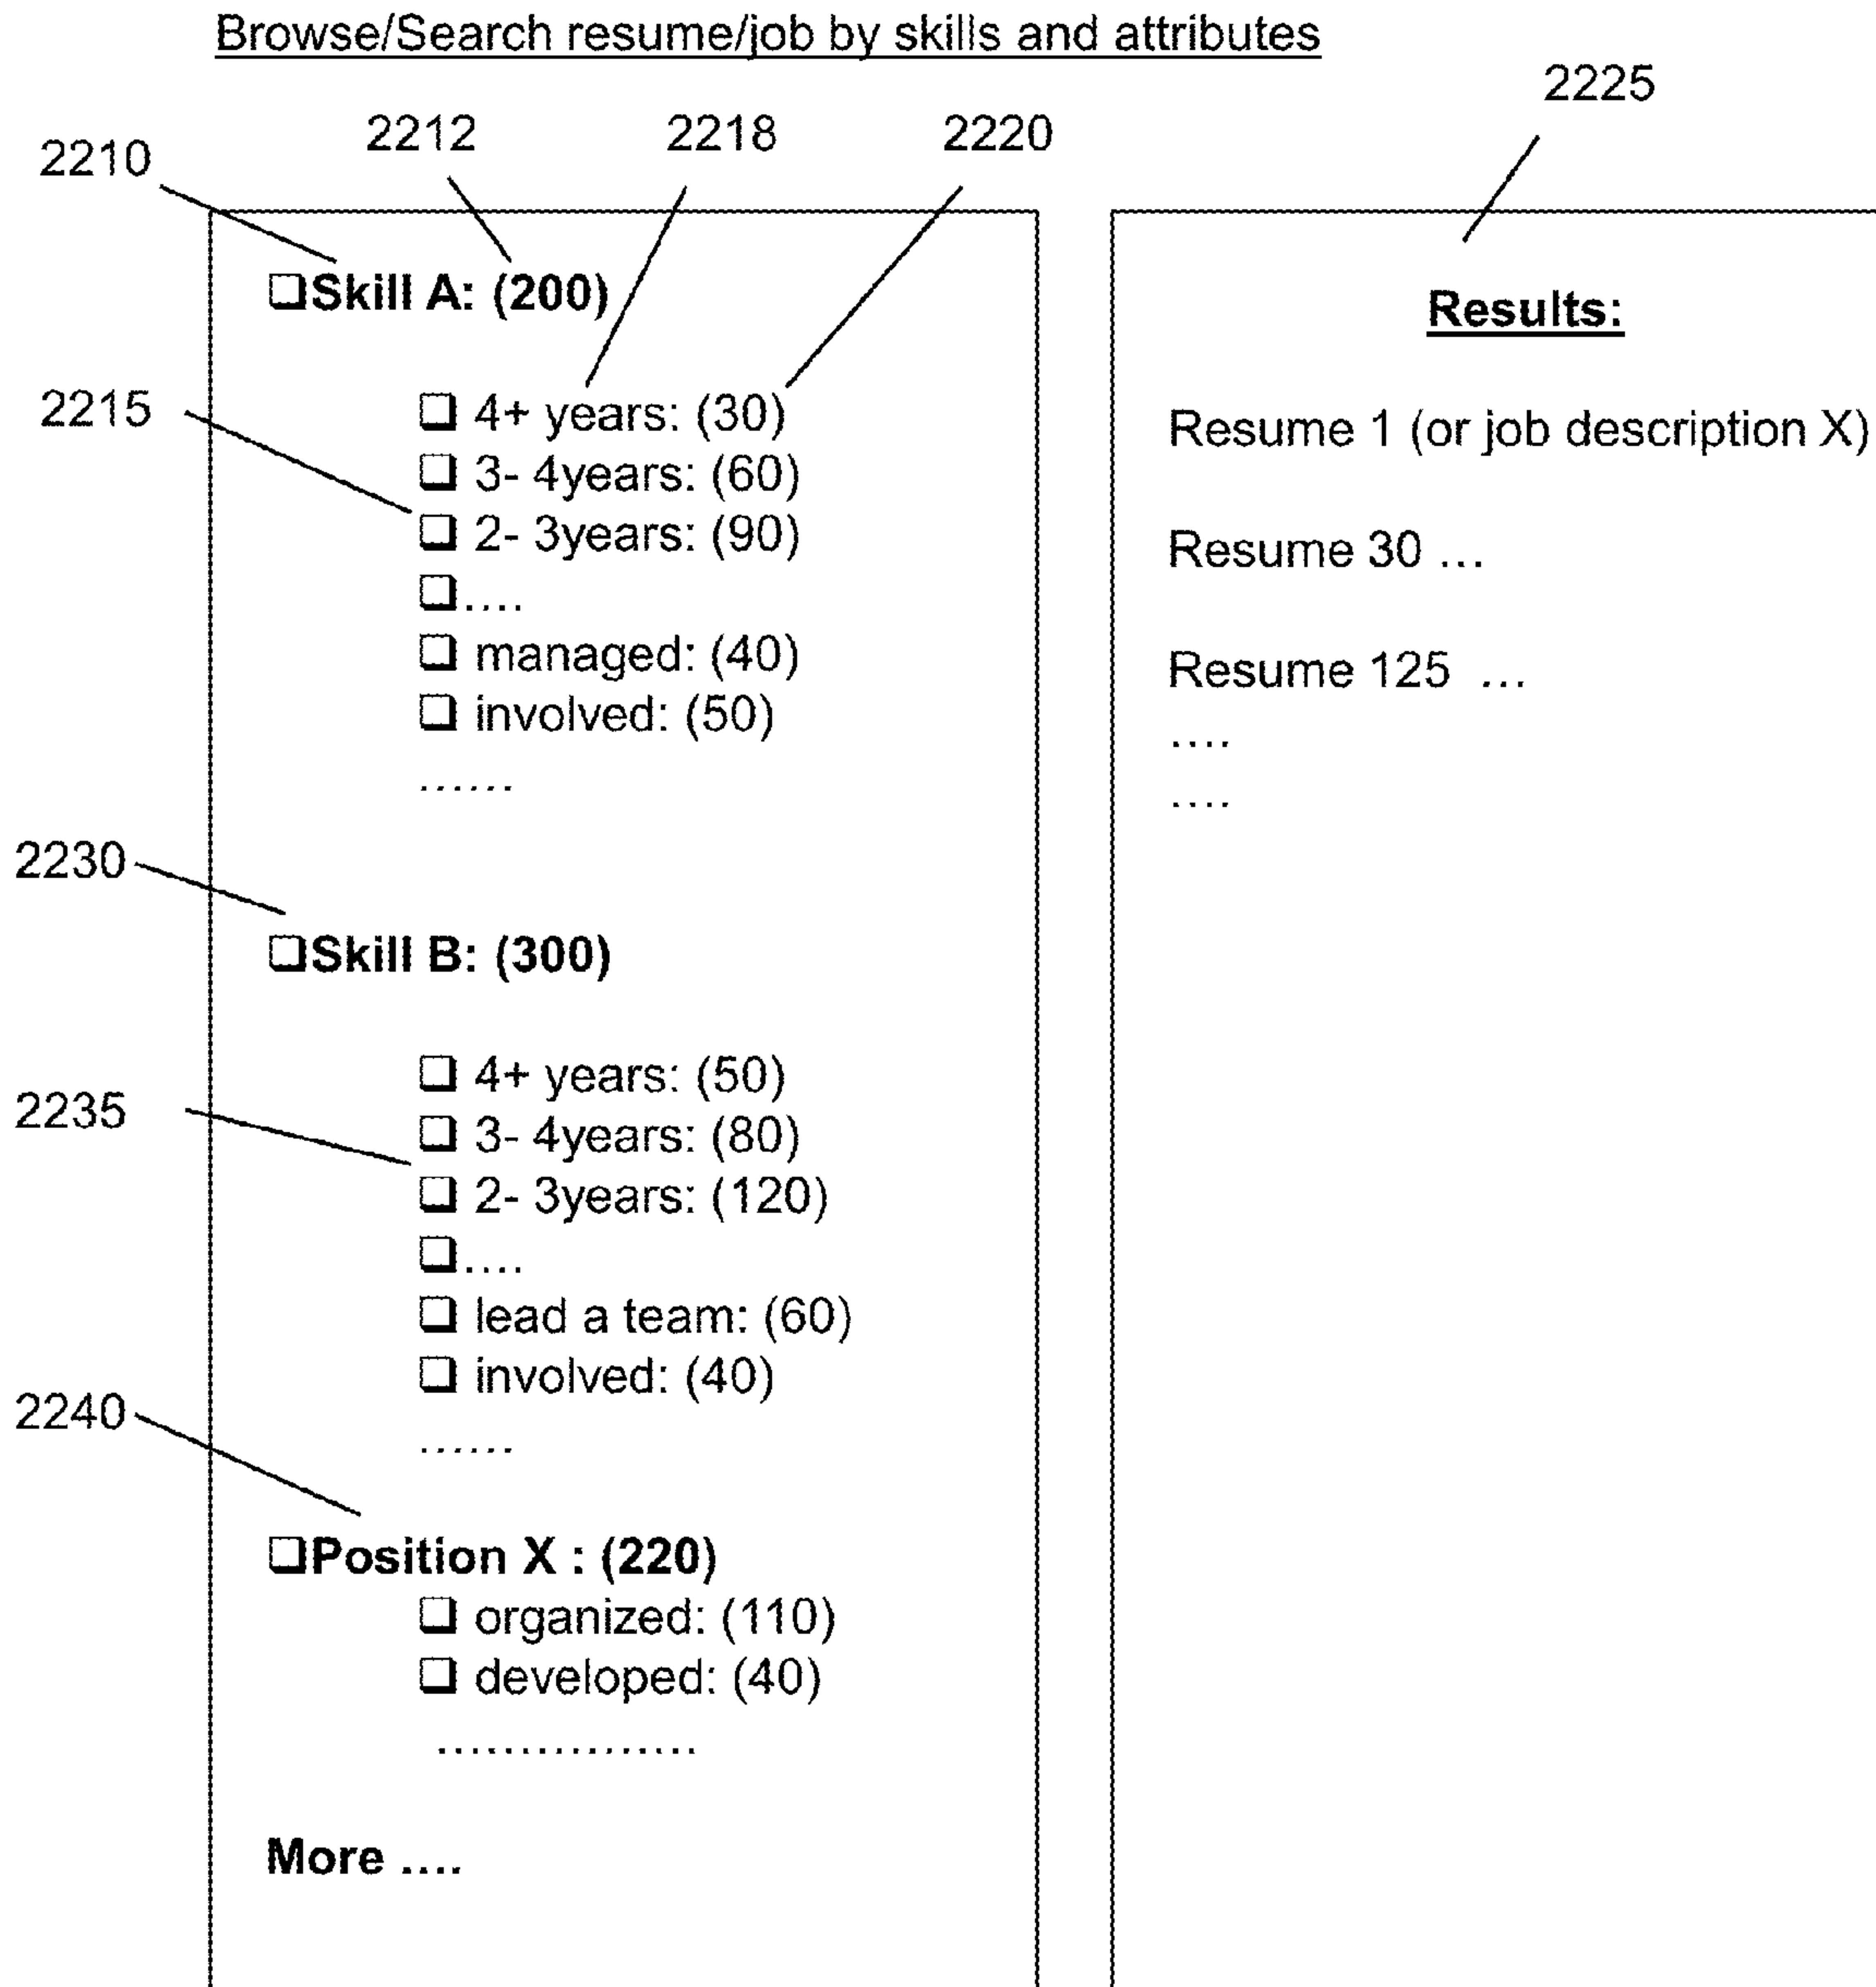 Browse/Search resume/job by skills and attributes
2225
2212 2218 2220
2210
❑Skill A: (200)
Results:
2215
❑ 4+ years: (30)
Resume 1 (or job description X)
❑ 3- 4years: (60)
❑ 2- 3years: (90)
Resume 30 ...
❑....
❑ managed: (40)
Resume 125 ...
❑ involved: (50)
....
......
....
2230
❑Skill B: (300)
❑ 4+ years: (50)
2235
❑ 3- 4years: (80)
❑ 2- 3years: (120)
❑....
❑ lead a team: (60)
❑ involved: (40)
2240
......
❑Position X : (220)
❑ organized: (110)
❑ developed: (40)
................
More ....